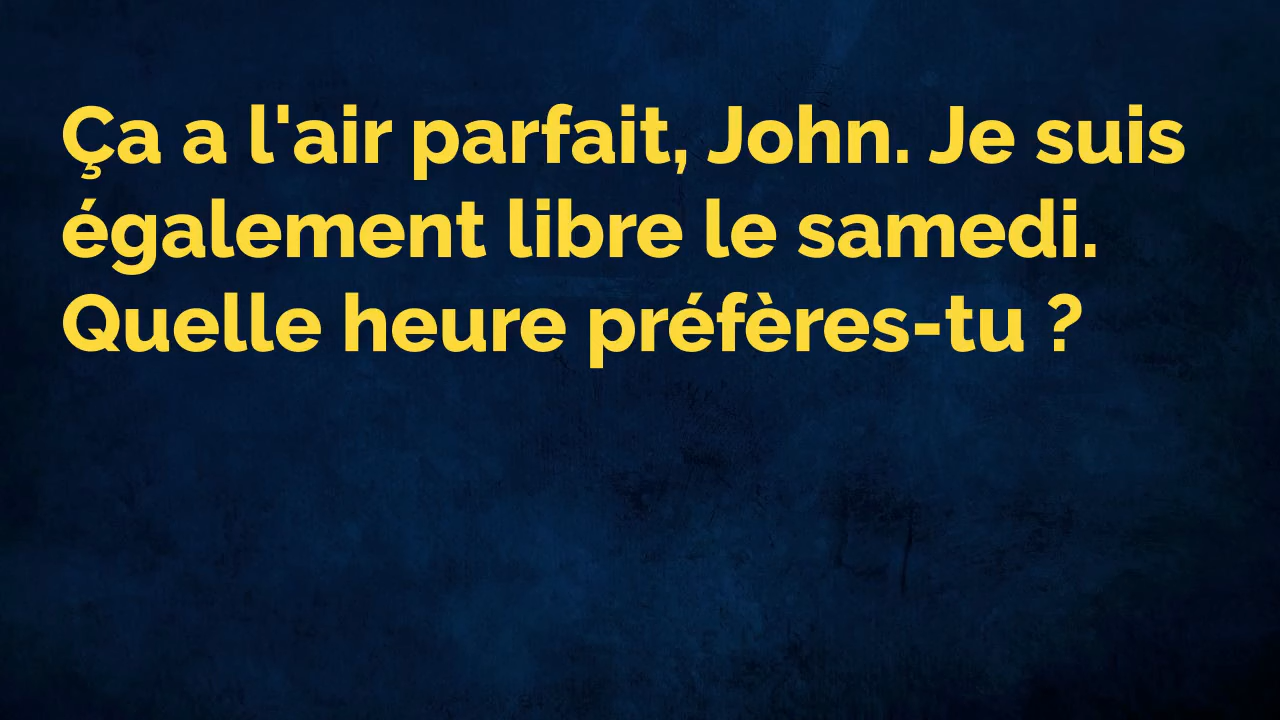 Ça a l'air parfait, John. Je suis
également libre le samedi.
Quelle heure préfères-tu ?